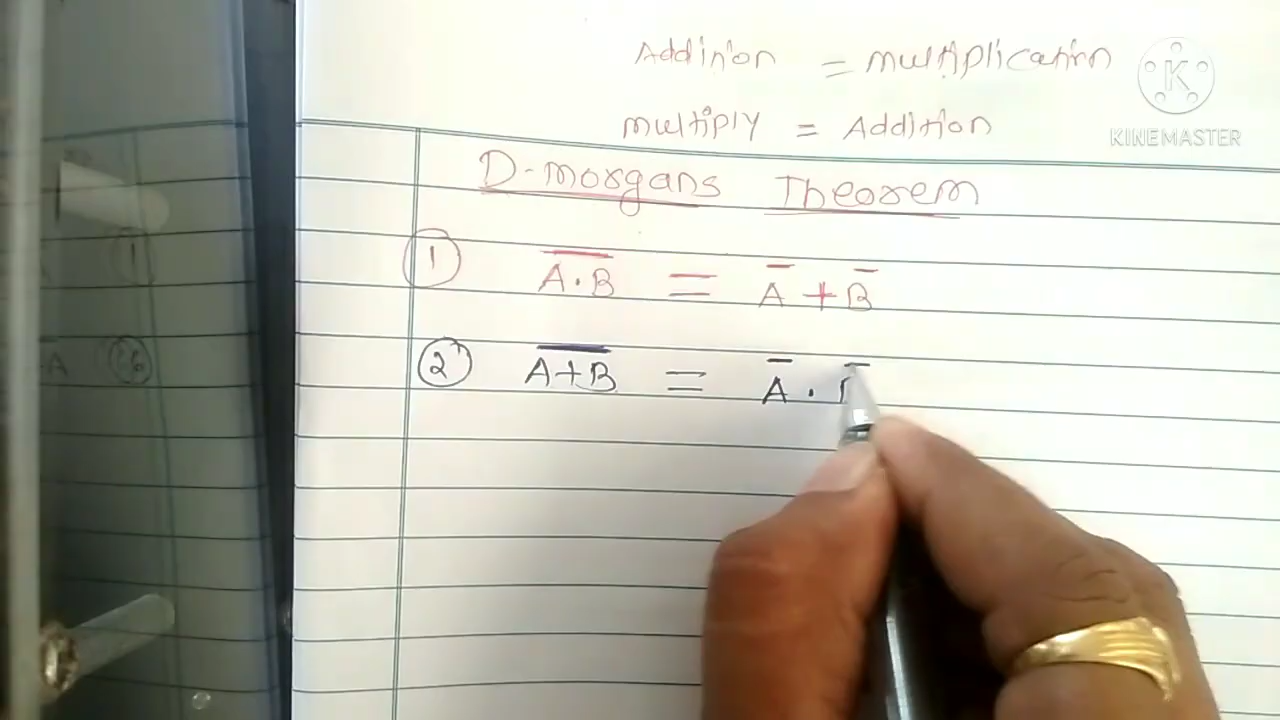 Addition = multiplication
multiply = Addition
K
KINEMASTER
D-morgans Theorem
1 A̅·̅B̅ = A̅ + B̅
2 A̅+̅B̅ = A̅ ·